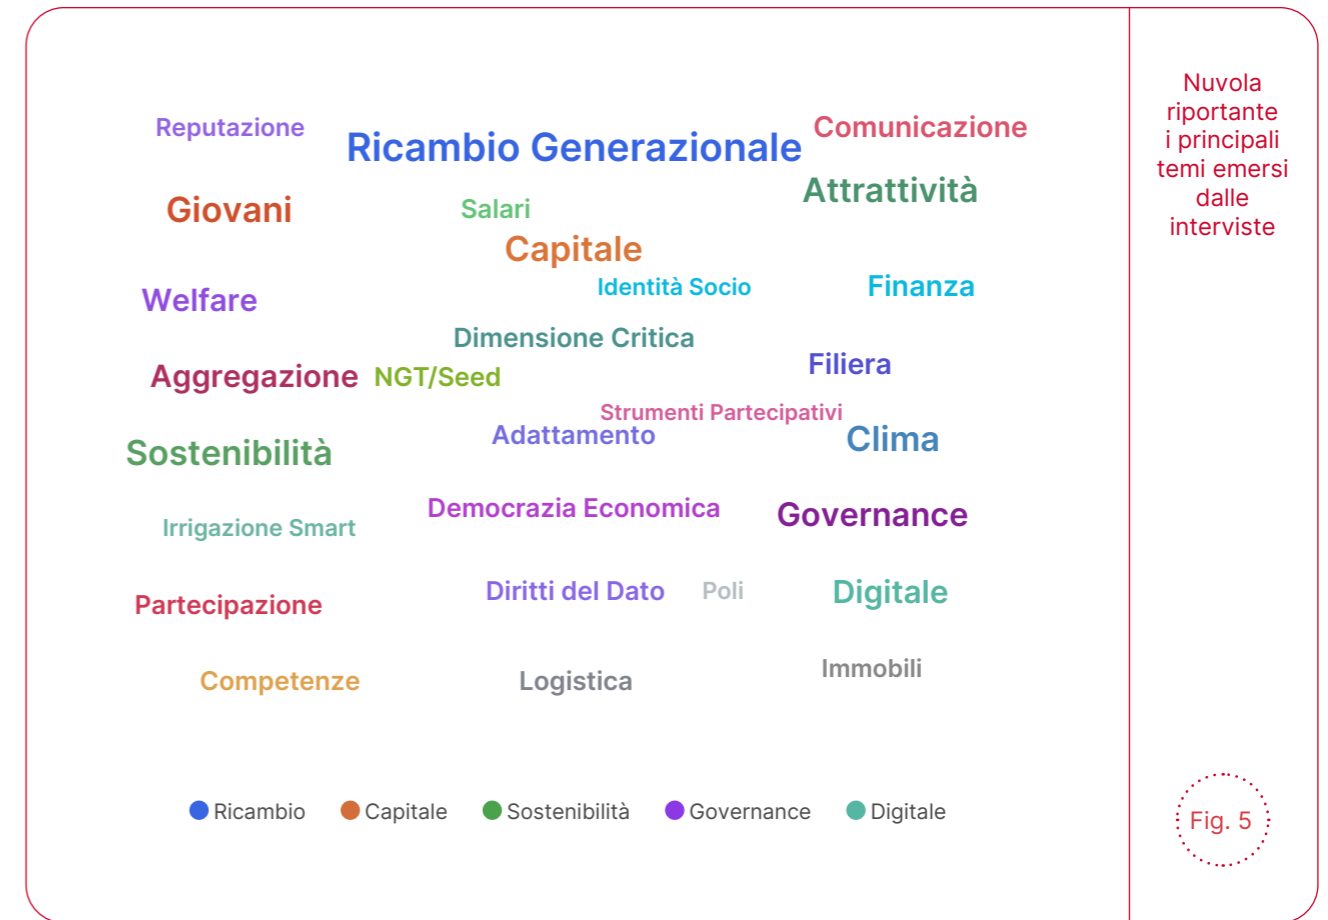 Reputazione
Ricambio Generazionale
Comunicazione
Giovani
Salari
Attrattività
Capitale
Welfare
Identità Socio
Finanza
Dimensione Critica
Aggregazione
NGT/Seed
Filiera
Strumenti Partecipativi
Sostenibilità
Adattamento
Clima
Irrigazione Smart
Democrazia Economica
Governance
Partecipazione
Diritti del Dato
Poli
Digitale
Competenze
Logistica
Immobili
Ricambio
Capitale
Sostenibilità
Governance
Digitale
Nuvola
riportante
i principali
temi emersi
dalle
interviste
Fig. 5